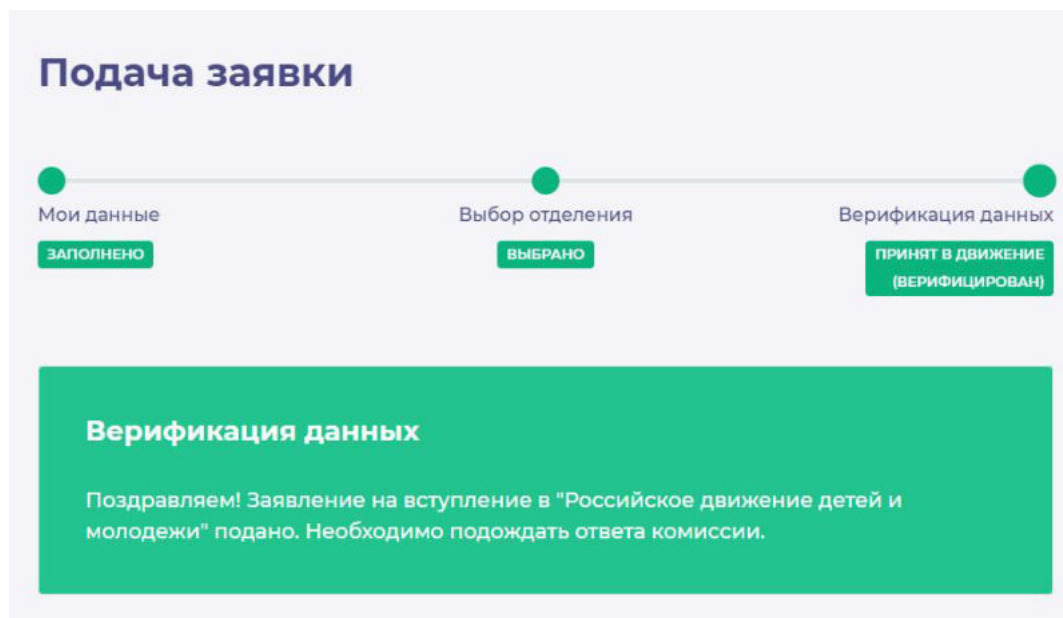 Подача заявки
Мои данные
ЗАПОЛНЕНО
Выбор отделения
ВЫБРАНО
Верификация данных
ПРИНЯТ В ДВИЖЕНИЕ
(ВЕРИФИЦИРОВАН)
Верификация данных
Поздравляем! Заявление на вступление в "Российское движение детей и
молодежи" подано. Необходимо подождать ответа комиссии.